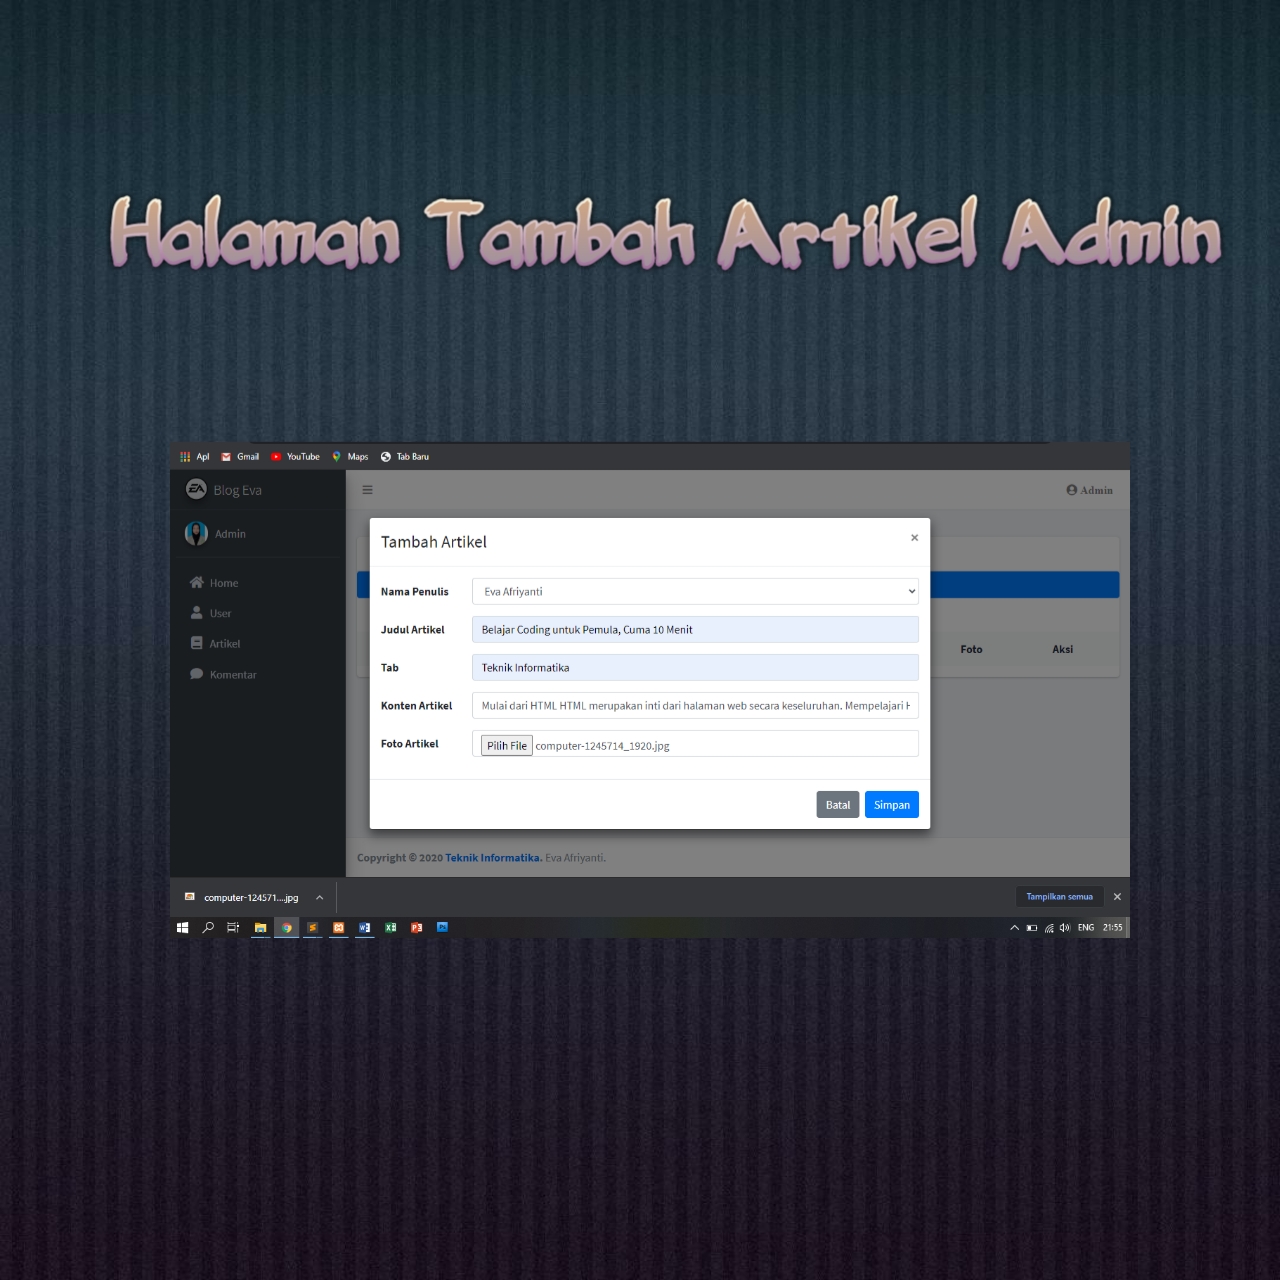 Halaman Tambah Artikel Admin
Apl Gmail YouTube Maps Tab Baru
EA Blog Eva
Admin
Admin
Home
User
Artikel
Komentar
Tambah Artikel ×
Nama Penulis Eva Afriyanti
Judul Artikel Belajar Coding untuk Pemula, Cuma 10 Menit
Tab Teknik Informatika
Konten Artikel Mulai dari HTML HTML merupakan inti dari halaman web secara keseluruhan. Mempelajari
Foto Artikel Pilih File computer-1245714_1920.jpg
Foto Aksi
Batal Simpan
Copyright © 2020 Teknik Informatika. Eva Afriyanti.
computer-124571....jpg Tampilkan semua
ENG 21:55